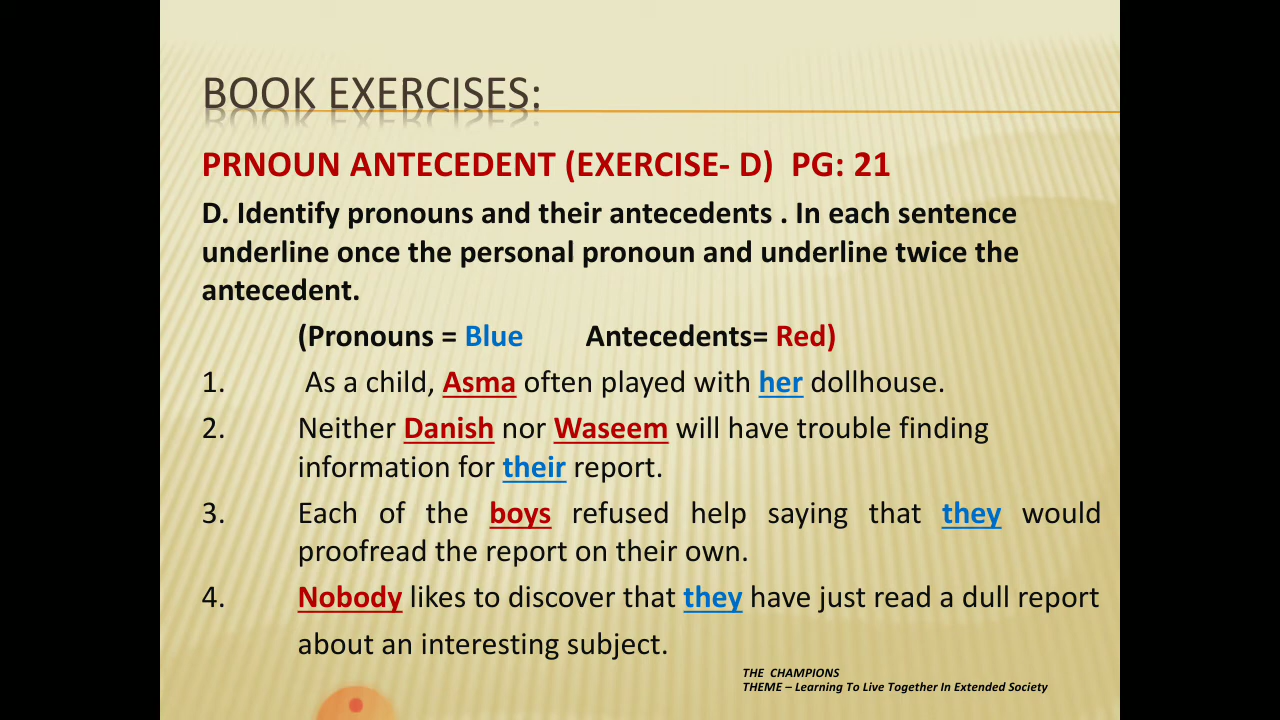 BOOK EXERCISES:
PRNOUN ANTECEDENT (EXERCISE- D)  PG: 21
D. Identify pronouns and their antecedents . In each sentence
underline once the personal pronoun and underline twice the
antecedent.
(Pronouns = Blue Antecedents= Red)
1. As a child, Asma often played with her dollhouse.
2. Neither Danish nor Waseem will have trouble finding
information for their report.
3. Each of the boys refused help saying that they would
proofread the report on their own.
4. Nobody likes to discover that they have just read a dull report
about an interesting subject.
THE CHAMPIONS
THEME – Learning To Live Together In Extended Society